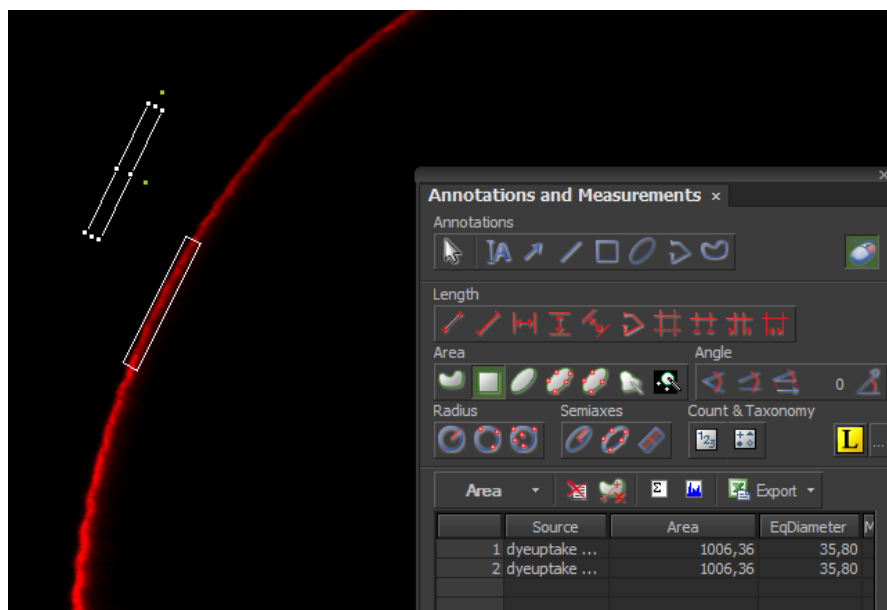 Annotations and Measurements ×
Annotations
A
Length
Area Angle
0
Radius Semiaxes Count & Taxonomy
123 L ...
Area Σ Export
Source Area EqDiameter M
1 dyeuptake ... 1006,36 35,80
2 dyeuptake ... 1006,36 35,80